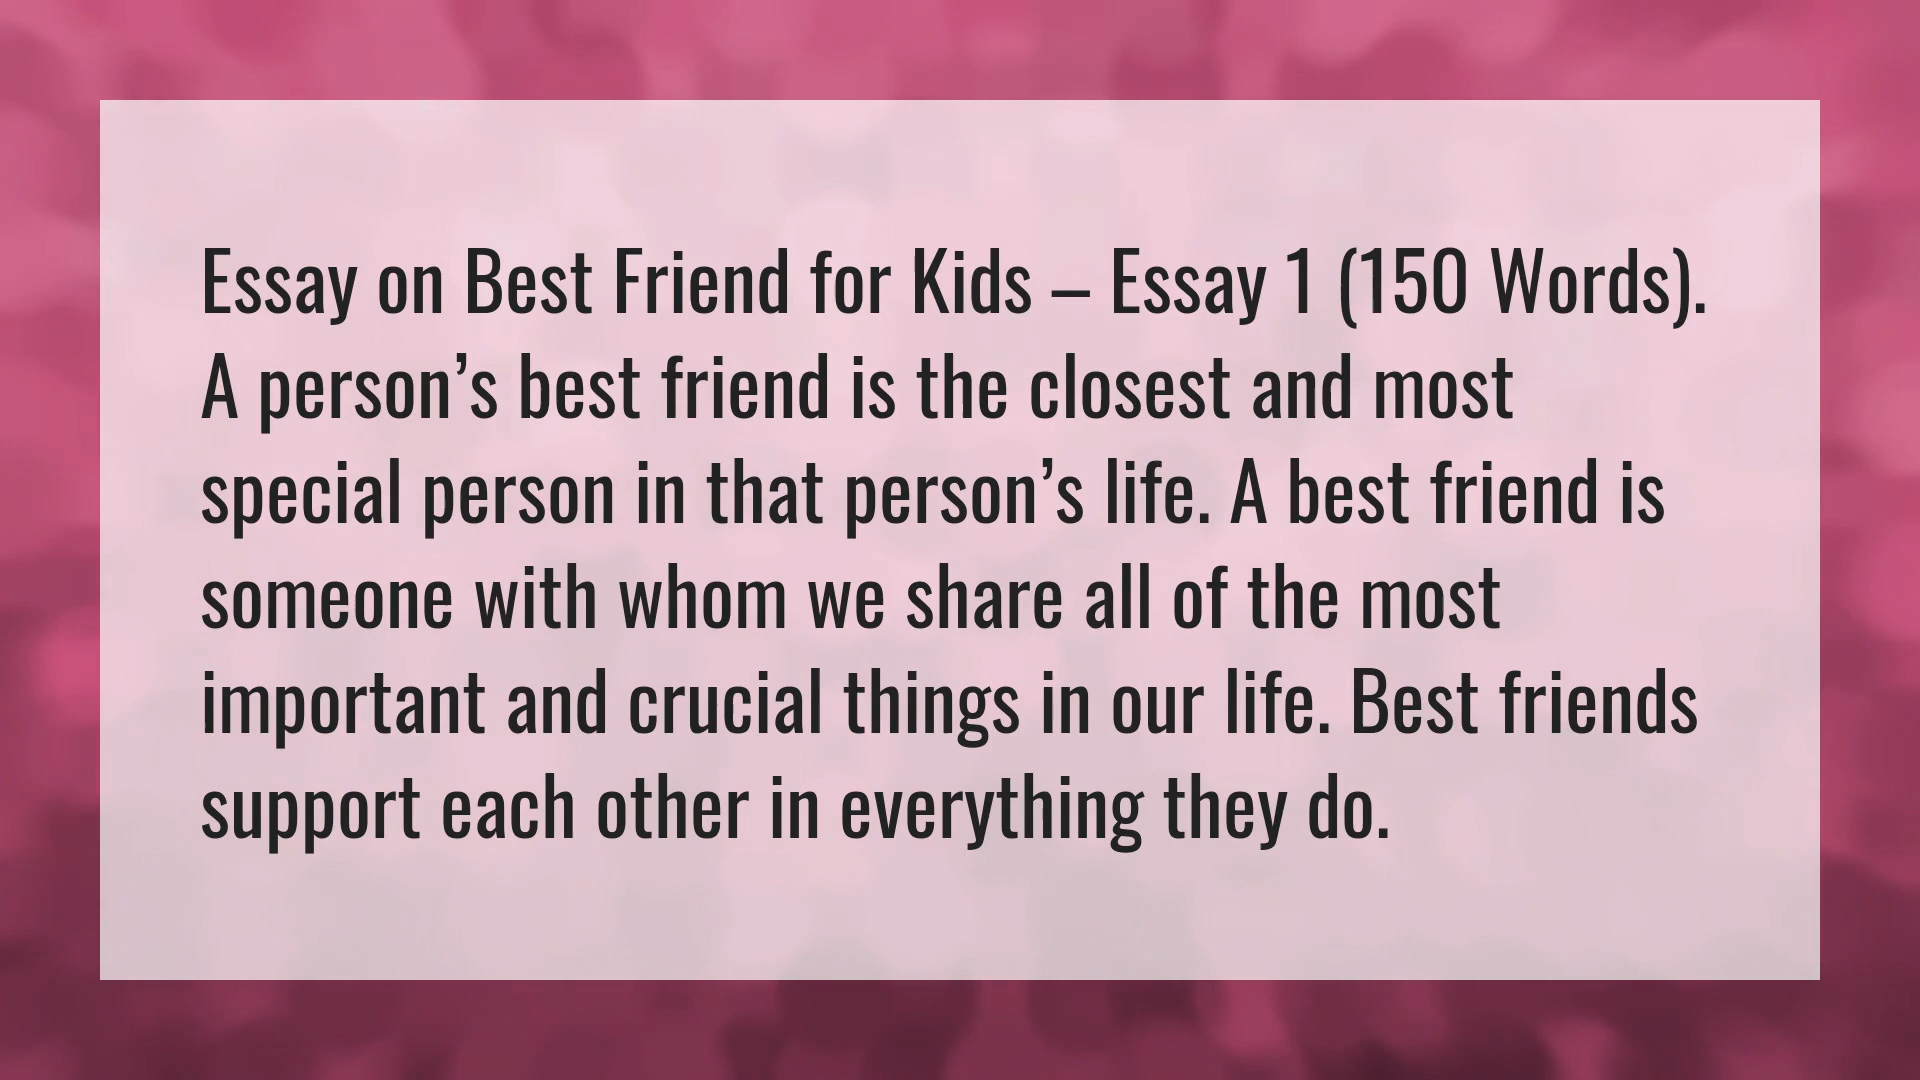 Essay on Best Friend for Kids – Essay 1 (150 Words).
A person’s best friend is the closest and most
special person in that person’s life. A best friend is
someone with whom we share all of the most
important and crucial things in our life. Best friends
support each other in everything they do.